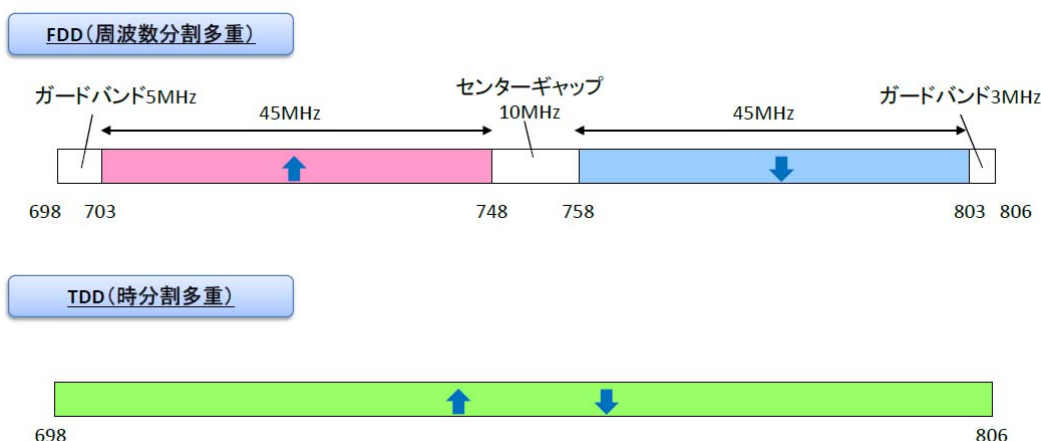 FDD(周波数分割多重)
ガードバンド5MHz
45MHz
センターギャップ
10MHz
45MHz
ガードバンド3MHz
698 703 748 758 803 806
TDD(時分割多重)
698 806